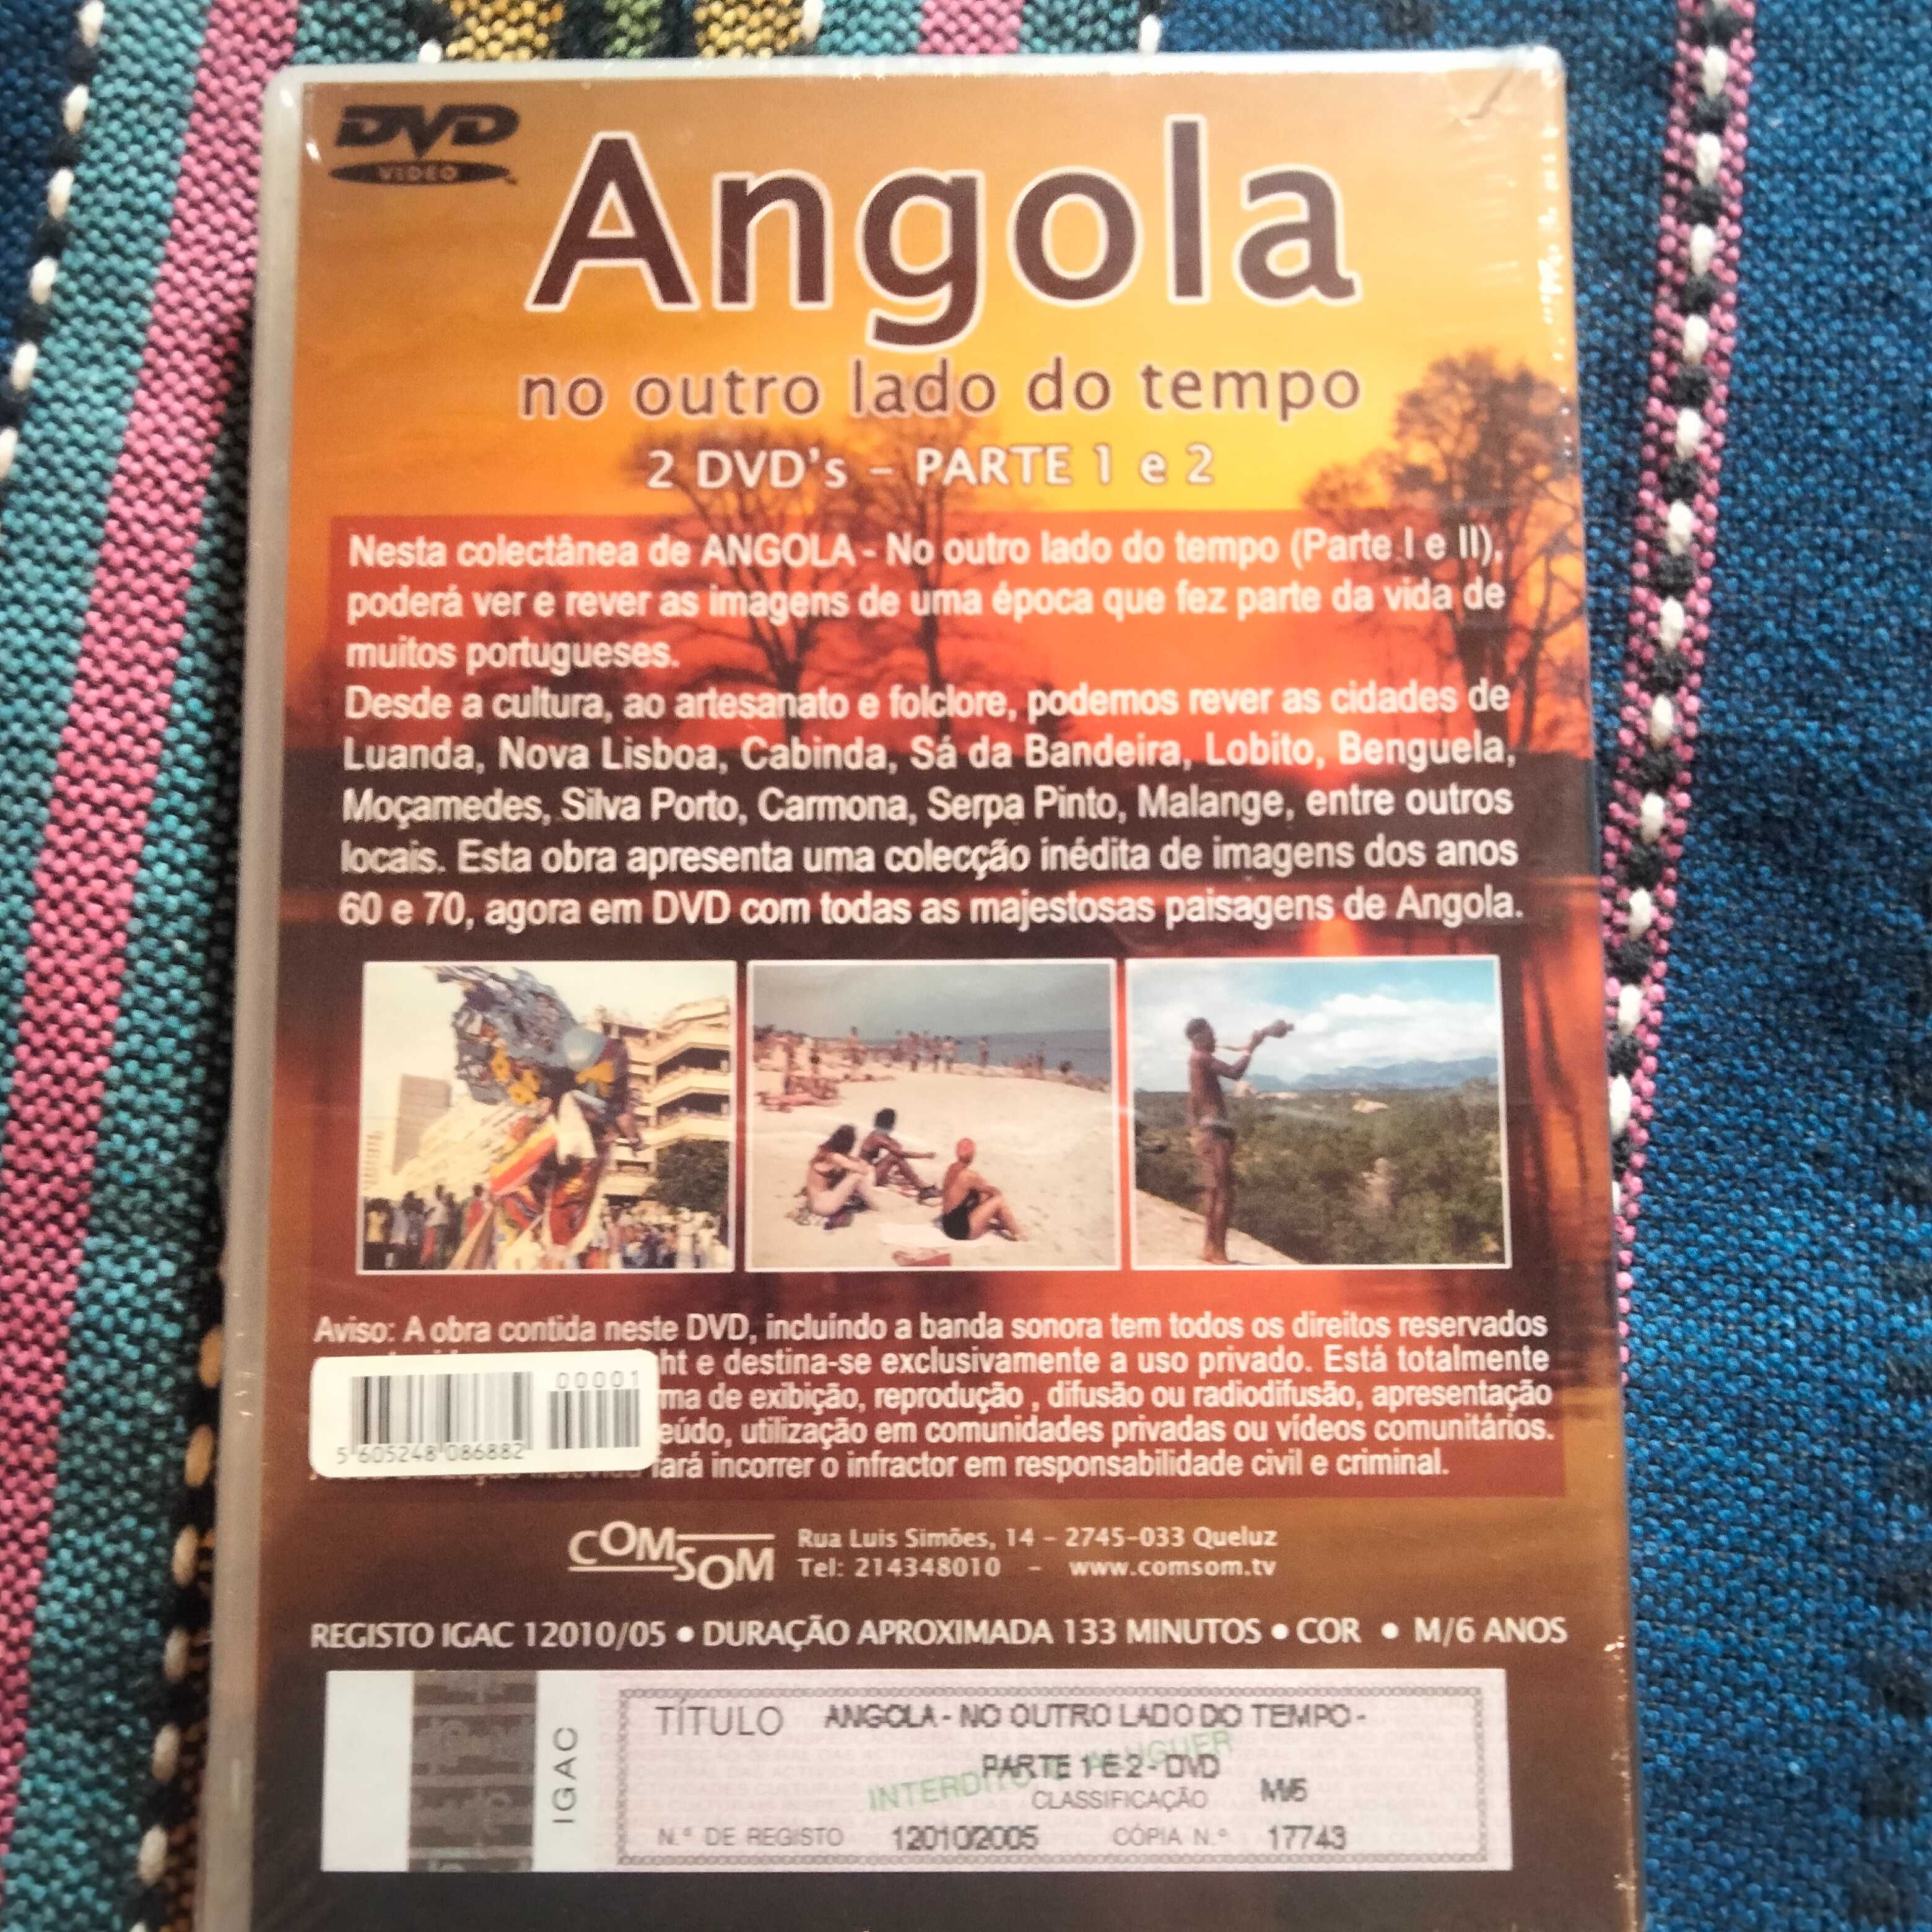 DVD
VIDEO
Angola
no outro lado do tempo
2 DVD's - PARTE 1 e 2
Nesta colectânea de ANGOLA - No outro lado do tempo (Parte I e II),
poderá ver e rever as imagens de uma época que fez parte da vida de
muitos portugueses.
Desde a cultura, ao artesanato e folclore, podemos rever as cidades de
Luanda, Nova Lisboa, Cabinda, Sá da Bandeira, Lobito, Benguela,
Moçamedes, Silva Porto, Carmona, Serpa Pinto, Malange, entre outros
locais. Esta obra apresenta uma colecção inédita de imagens dos anos
60 e 70, agora em DVD com todas as majestosas paisagens de Angola.
Aviso: A obra contida neste DVD, incluíndo a banda sonora tem todos os direitos reservados
ht e destina-se exclusivamente a uso privado. Está totalmente
ma de exibição, reprodução , difusão ou radiodifusão, apresentação
eúdo, utilização em comunidades privadas ou vídeos comunitários.
fará incorrer o infractor em responsabilidade civil e criminal.
00001
5 605248 086882
COMSOM
Rua Luis Simões, 14 - 2745-033 Queluz
Tel: 214348010 - www.comsom.tv
REGISTO IGAC 12010/05 • DURAÇÃO APROXIMADA 133 MINUTOS • COR • M/6 ANOS
IGAC
TÍTULO ANGOLA - NO OUTRO LADO DO TEMPO -
PARTE 1 E 2 - DVD
INTERDITO ALUGUER
CLASSIFICAÇÃO M/6
N.º DE REGISTO 12010/2005 CÓPIA N.º 17743